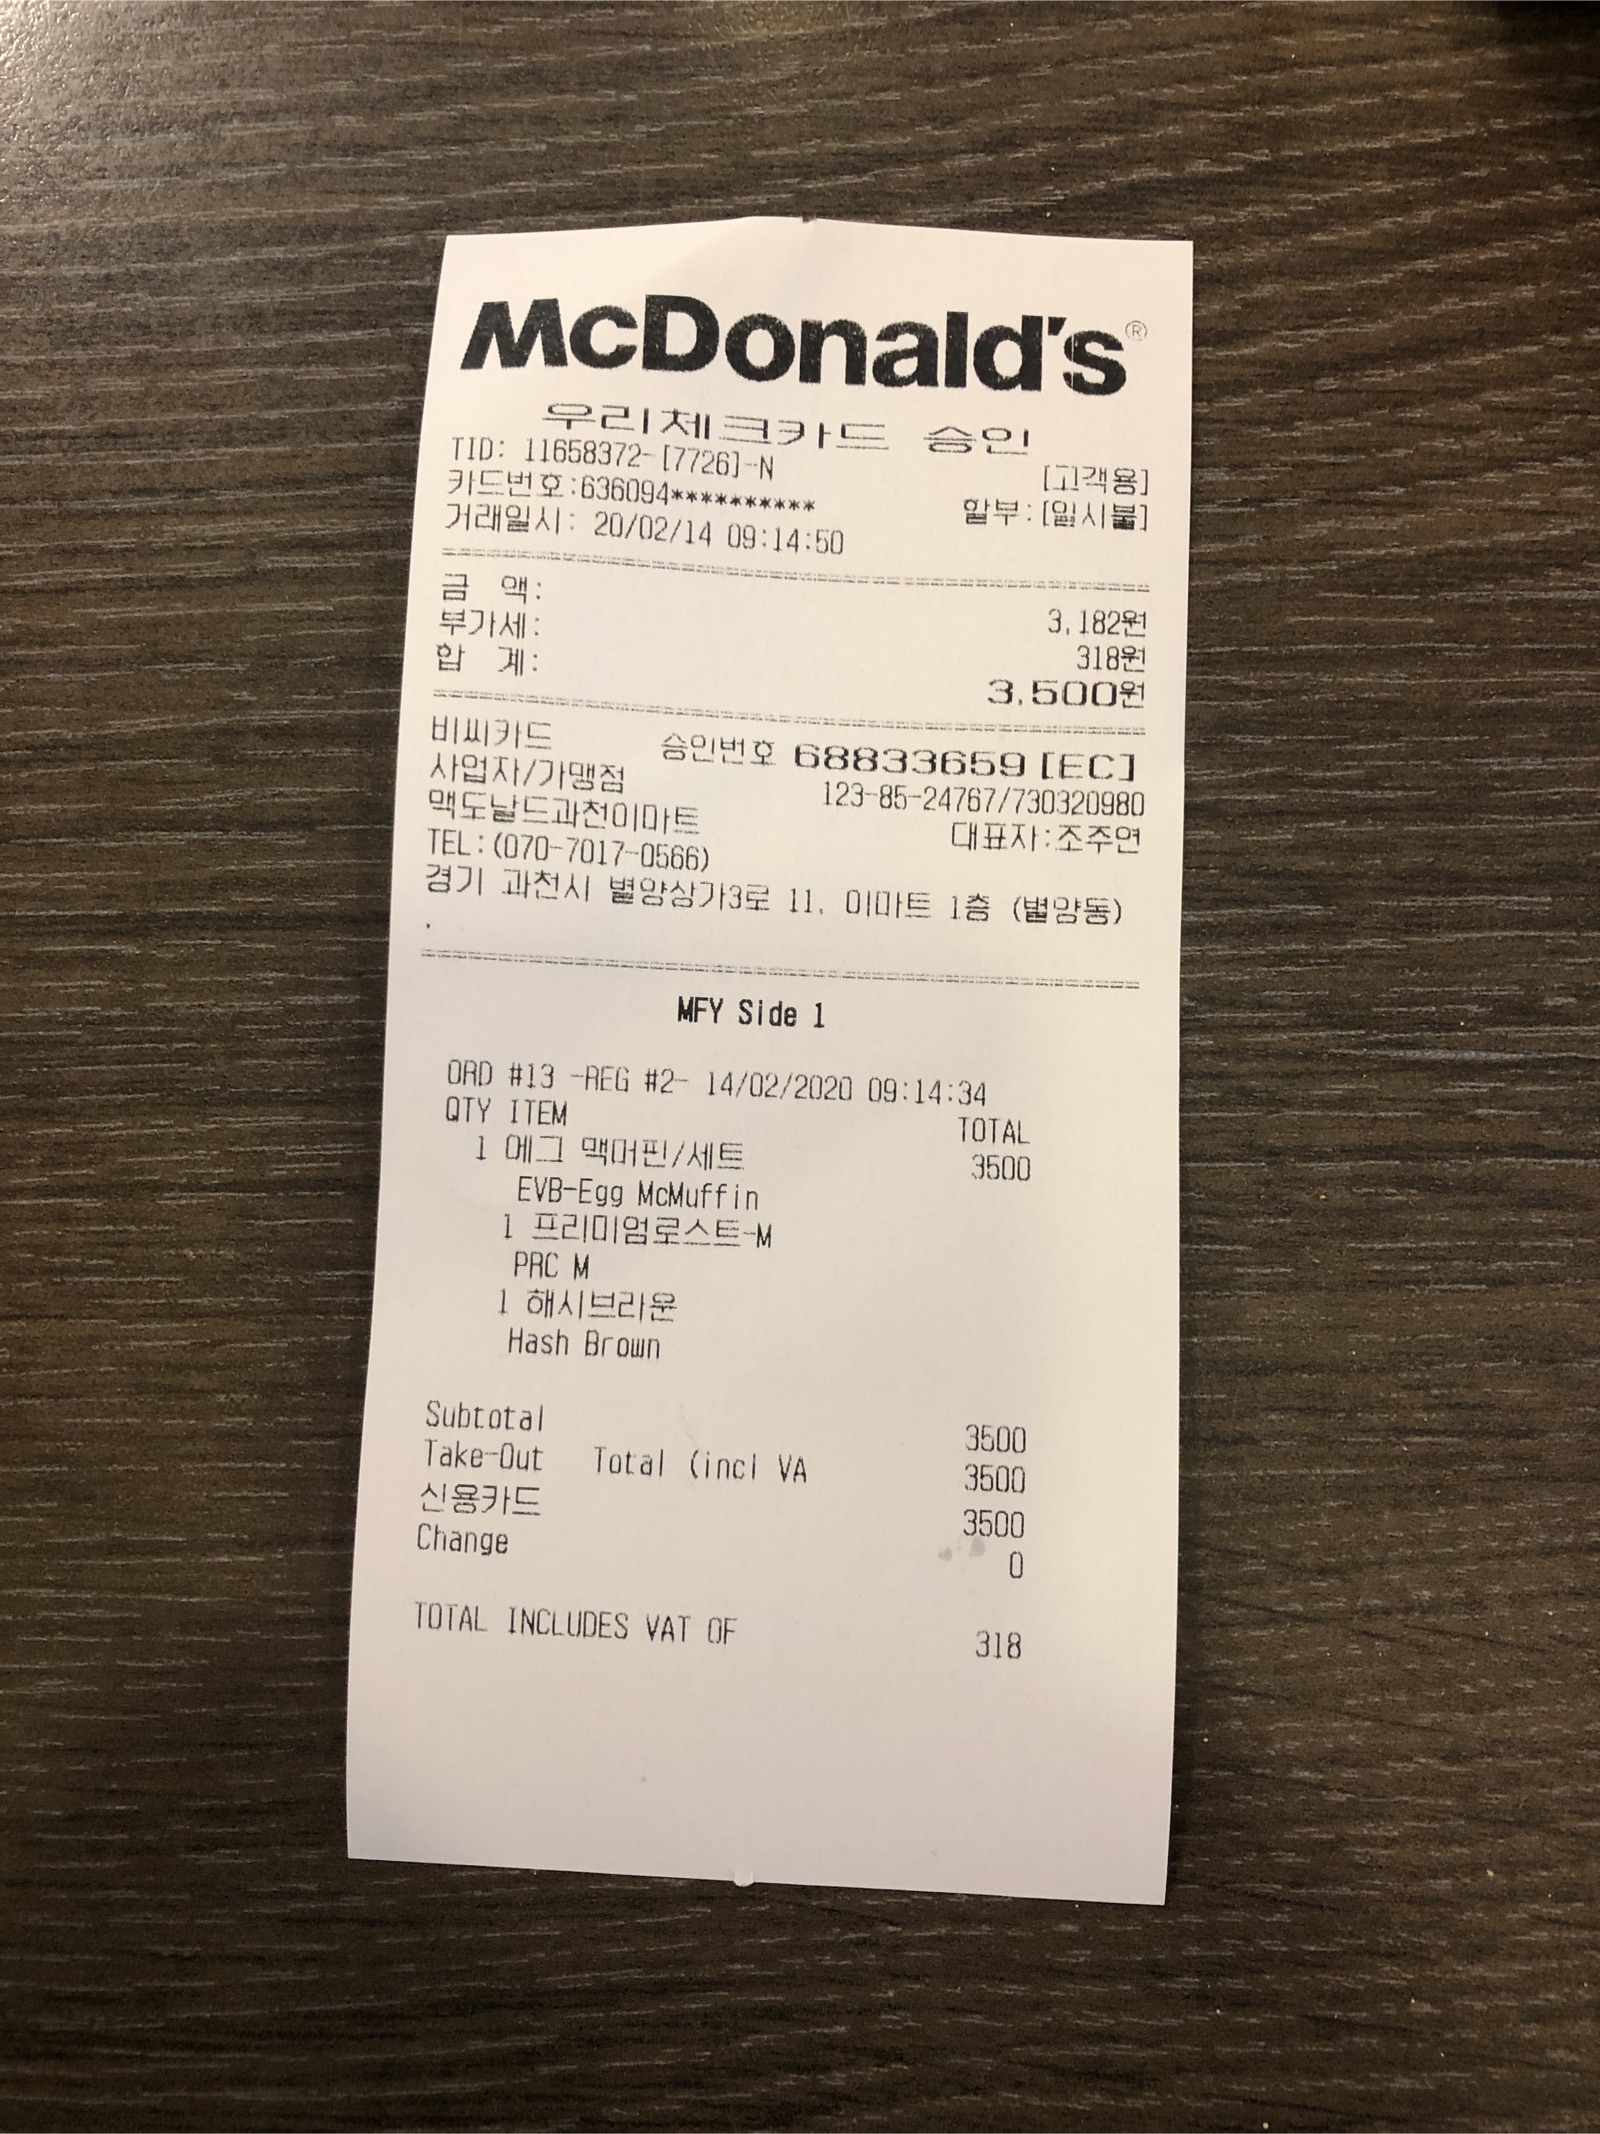 McDonald's®
우리체크카드 승인
TID: 11658372-[7726]-N [고객용]
카드번호:636094********** 할부:[일시불]
거래일시: 20/02/14 09:14:50
금 액: 3,182원
부가세: 318원
합 계: 3,500원
비씨카드 승인번호 68833659 [EC]
사업자/가맹점 123-85-24767/730320980
맥도날드과천이마트 대표자:조주연
TEL:(070-7017-0566)
경기 과천시 별양상가3로 11, 이마트 1층 (별양동)
.
MFY Side 1
ORD #13 -REG #2- 14/02/2020 09:14:34
QTY ITEM TOTAL
1 에그 맥머핀/세트 3500
EVB-Egg McMuffin
1 프리미엄로스트-M
PRC M
1 해시브라운
Hash Brown
Subtotal 3500
Take-Out Total (incl VA 3500
신용카드 3500
Change 0
TOTAL INCLUDES VAT OF 318